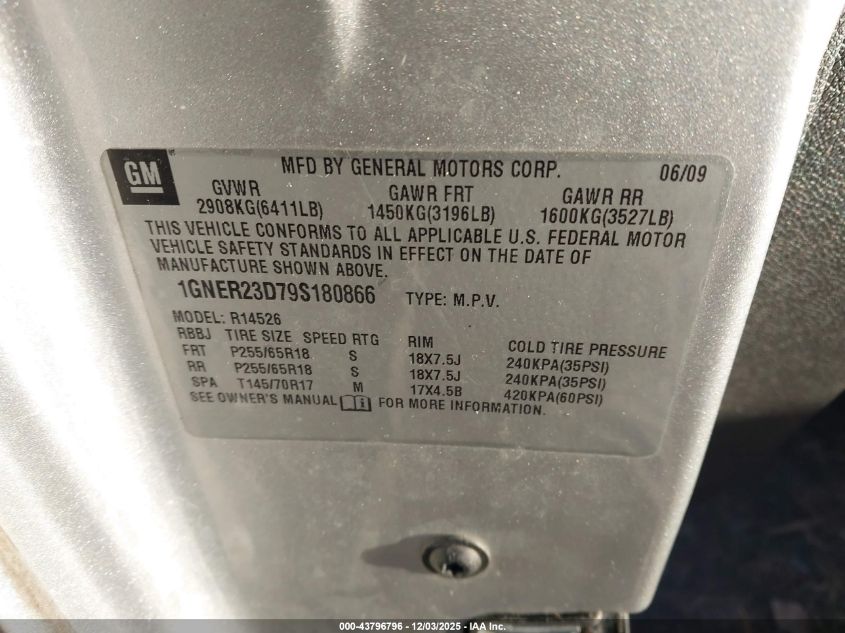 GM MFD BY GENERAL MOTORS CORP. 06/09
GVWR GAWR FRT GAWR RR
2908KG(6411LB) 1450KG(3196LB) 1600KG(3527LB)
THIS VEHICLE CONFORMS TO ALL APPLICABLE U.S. FEDERAL MOTOR
VEHICLE SAFETY STANDARDS IN EFFECT ON THE DATE OF
MANUFACTURE SHOWN ABOVE.
1GNER23D79S180866 TYPE: M.P.V.
MODEL: R14526
RBBJ TIRE SIZE SPEED RTG RIM COLD TIRE PRESSURE
FRT P255/65R18 S 18X7.5J 240KPA(35PSI)
RR P255/65R18 S 18X7.5J 240KPA(35PSI)
SPA T145/70R17 M 17X4.5B 420KPA(60PSI)
SEE OWNER'S MANUAL FOR MORE INFORMATION.
000-43796796 - 12/03/2025 - IAA Inc.